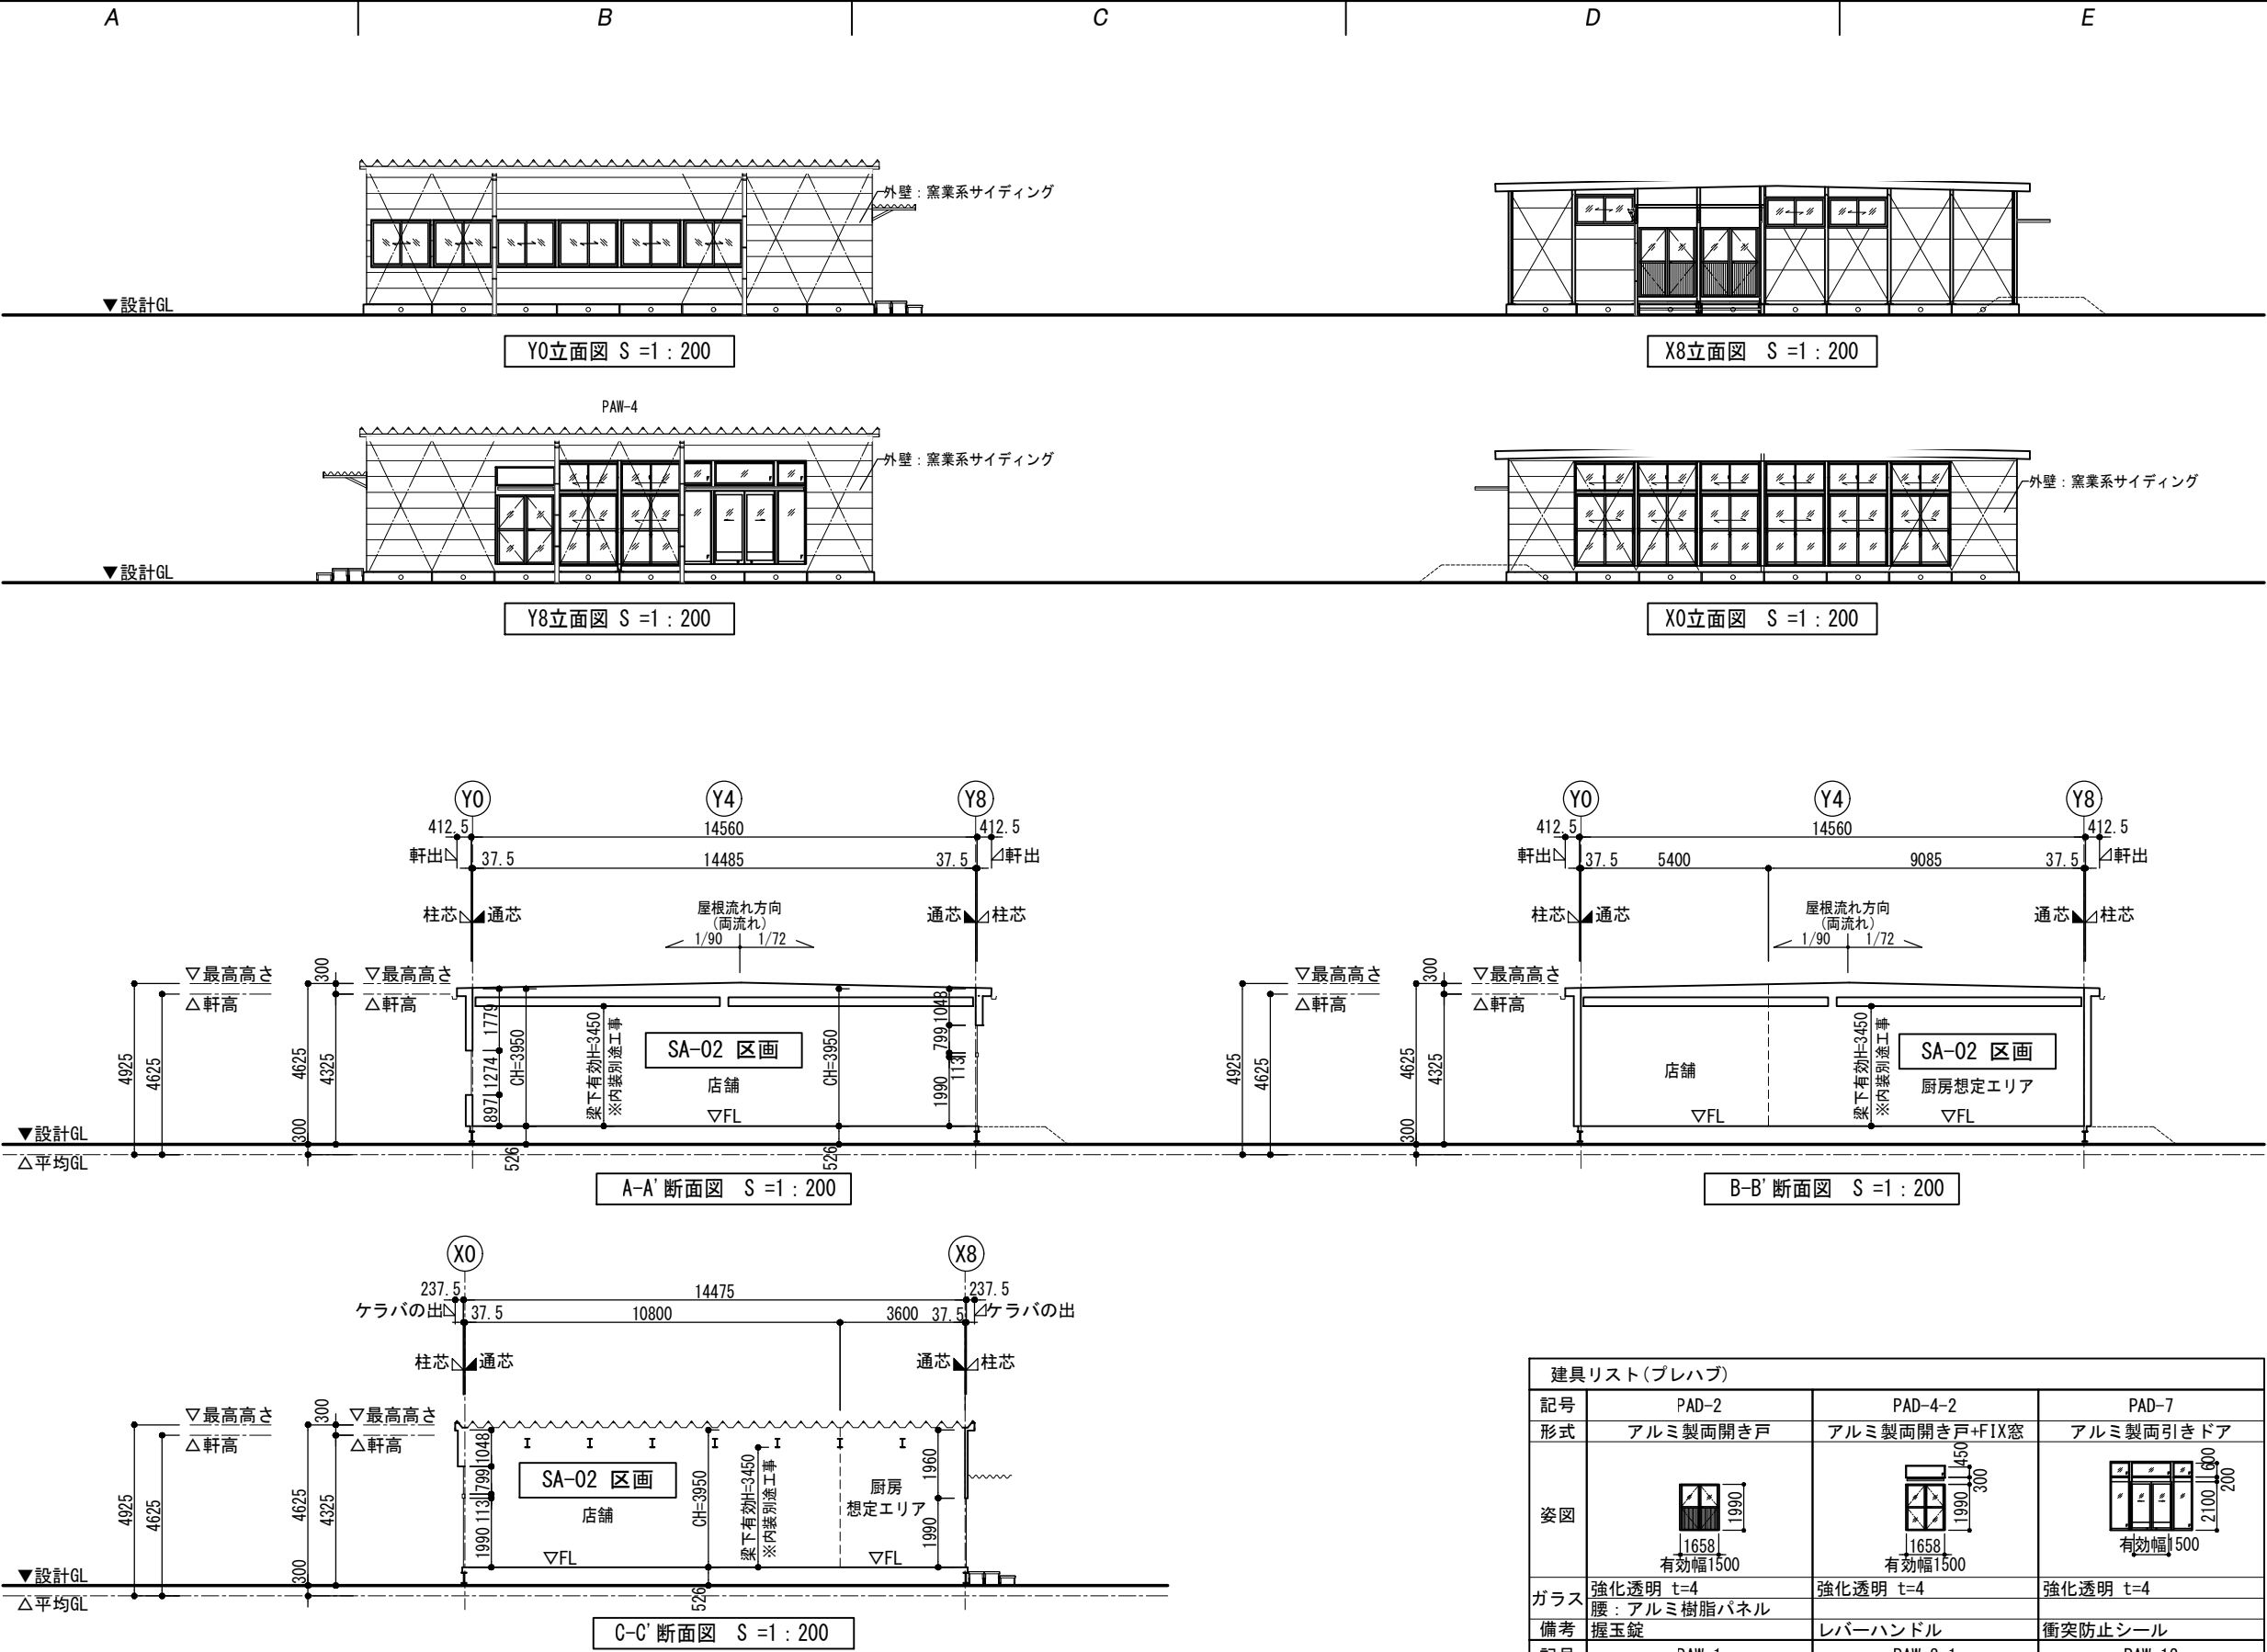 A B C D E
外壁：窯業系サイディング
▼設計GL
Y0立面図 S =1：200
X8立面図 S =1：200
PAW-4
外壁：窯業系サイディング
外壁：窯業系サイディング
▼設計GL
Y8立面図 S =1：200
X0立面図 S =1：200
Y0 Y4 Y8
412.5 14560 412.5
軒出 37.5 14485 37.5 軒出
柱芯 通芯 屋根流れ方向 通芯 柱芯
(両流れ)
1/90 1/72
▽最高高さ 300 ▽最高高さ
△軒高 △軒高
4925 4625 4625 4325 300
897 1274 1779 CH=3950
梁下有効H=3450
※内装別途工事
SA-02 区画
店舗
▽FL
CH=3950
1990 113 799 1048
▼設計GL
△平均GL
526 526
A-A'断面図 S =1：200
Y0 Y4 Y8
412.5 14560 412.5
軒出 37.5 5400 9085 37.5 軒出
柱芯 通芯 屋根流れ方向 通芯 柱芯
(両流れ)
1/90 1/72
▽最高高さ 300 ▽最高高さ
△軒高 △軒高
4925 4625 4625 4325 300
店舗
▽FL
梁下有効H=3450
※内装別途工事
SA-02 区画
厨房想定エリア
▽FL
B-B'断面図 S =1：200
X0 X8
237.5 14475 237.5
ケラバの出 37.5 10800 3600 37.5 ケラバの出
柱芯 通芯 通芯 柱芯
▽最高高さ 300 ▽最高高さ
△軒高 △軒高
4925 4625 4625 4325 300
1990 113 799 1048
SA-02 区画
店舗
▽FL
CH=3950
梁下有効H=3450
※内装別途工事
厨房
想定エリア
▽FL
1990 1960
▼設計GL
△平均GL
526
C-C'断面図 S =1：200
建具リスト(プレハブ)
記号 PAD-2 PAD-4-2 PAD-7
形式 アルミ製両開き戸 アルミ製両開き戸+FIX窓 アルミ製両引きドア
姿図
1990 1658 有効幅1500
450 300 1990 1658 有効幅1500
600 200 2100 有効幅1500
ガラス 強化透明 t=4 強化透明 t=4 強化透明 t=4
腰：アルミ樹脂パネル
備考 握玉錠 レバーハンドル 衝突防止シール